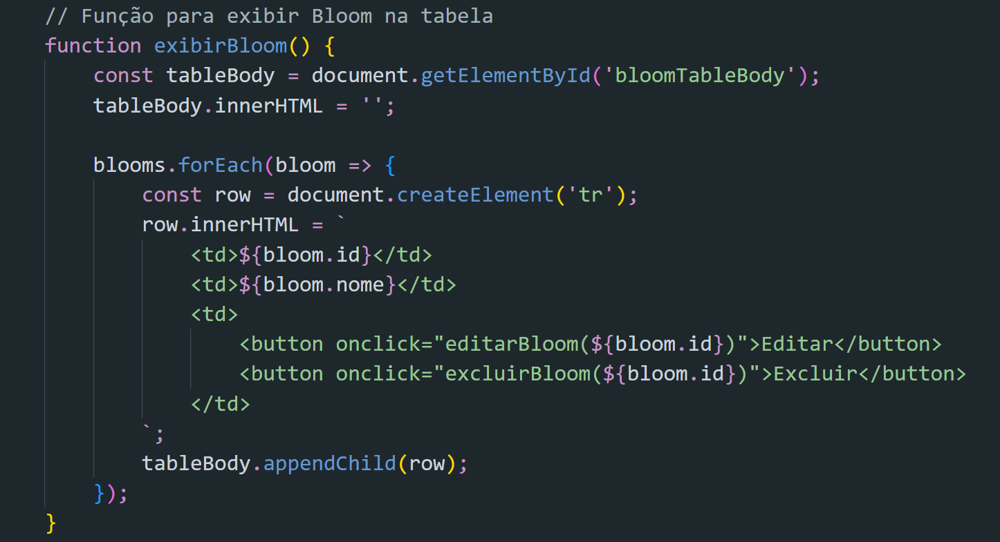 // Função para exibir Bloom na tabela
function exibirBloom() {
    const tableBody = document.getElementById('bloomTableBody');
    tableBody.innerHTML = '';

    blooms.forEach(bloom => {
        const row = document.createElement('tr');
        row.innerHTML = `
            <td>${bloom.id}</td>
            <td>${bloom.nome}</td>
            <td>
                <button onclick="editarBloom(${bloom.id})">Editar</button>
                <button onclick="excluirBloom(${bloom.id})">Excluir</button>
            </td>
        `;
        tableBody.appendChild(row);
    });
}